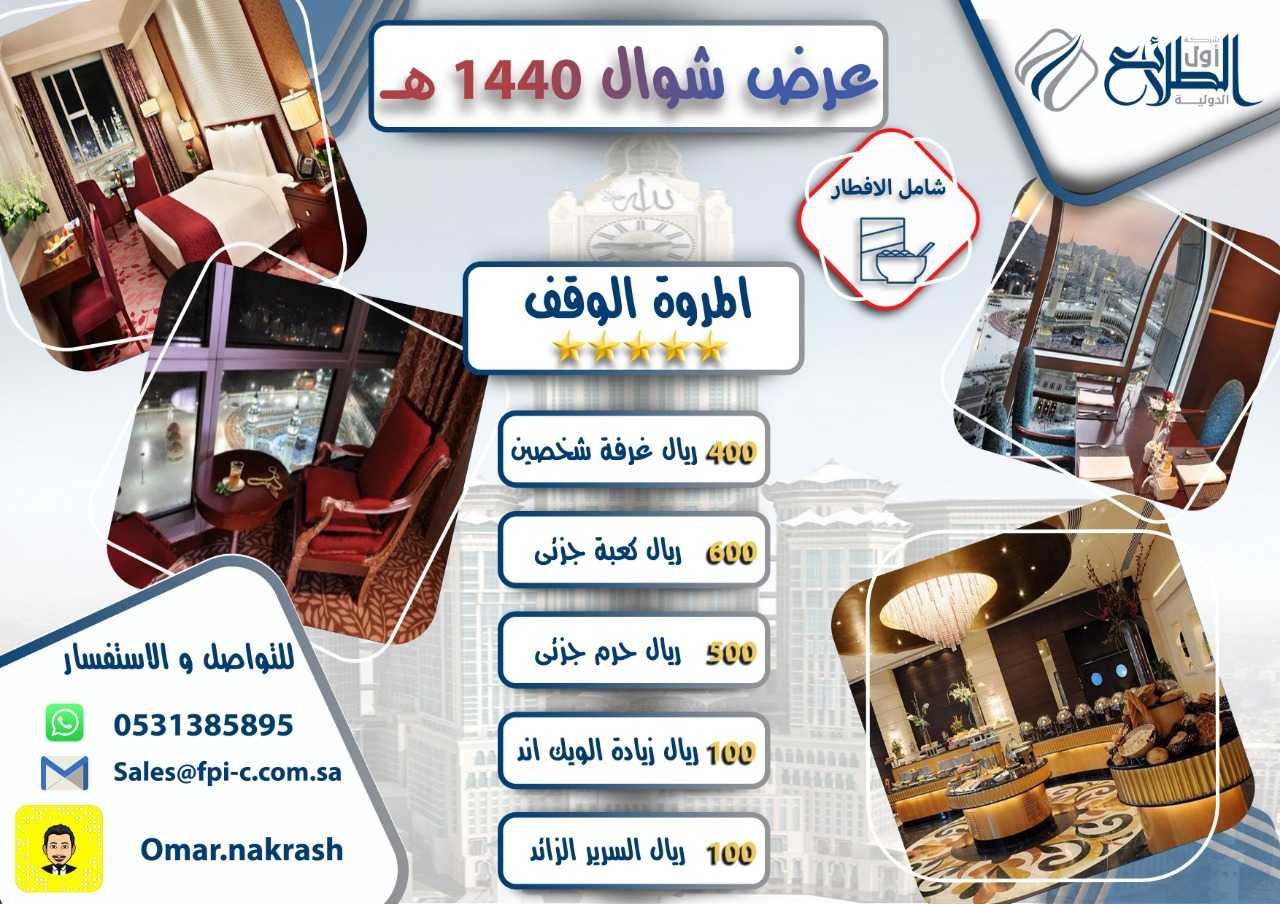 شركة
أول
الطلائع
الدولية
عرض شوال 1440 هـ
شامل الافطار
المروة الوقف
400 ريال غرفة شخصين
600 ريال كعبة جزئى
500 ريال حرم جزئى
100 ريال زيادة الويك اند
100 ريال السرير الزائد
للتواصل و الاستفسار
0531385895
Sales@fpi-c.com.sa
Omar.nakrash
الله